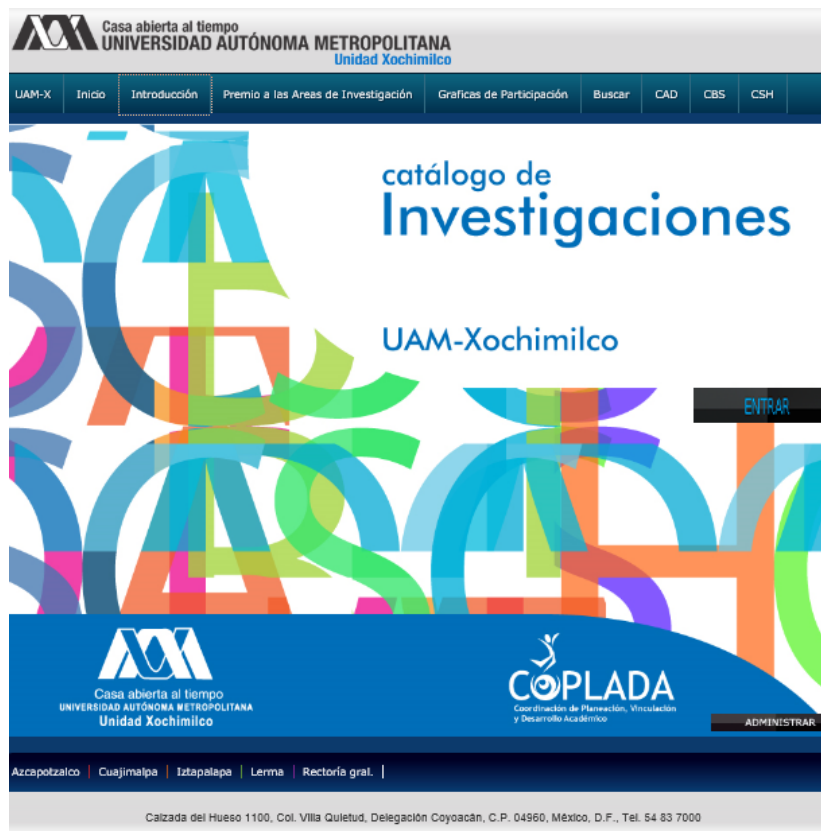 Casa abierta al tiempo
UNIVERSIDAD AUTÓNOMA METROPOLITANA
Unidad Xochimilco
UAM-X Inicio Introducción Premio a las Areas de Investigación Graficas de Participación Buscar CAD CBS CSH
catálogo de
Investigaciones
UAM-Xochimilco
ENTRAR
Casa abierta al tiempo
UNIVERSIDAD AUTÓNOMA METROPOLITANA
Unidad Xochimilco
COPLADA
Coordinación de Planeación, Vinculación
y Desarrollo Académico
ADMINISTRAR
Azcapotzalco | Cuajimalpa | Iztapalapa | Lerma | Rectoría gral. |
Calzada del Hueso 1100, Col. Villa Quietud, Delegación Coyoacán, C.P. 04960, México, D.F., Tel. 54 83 7000